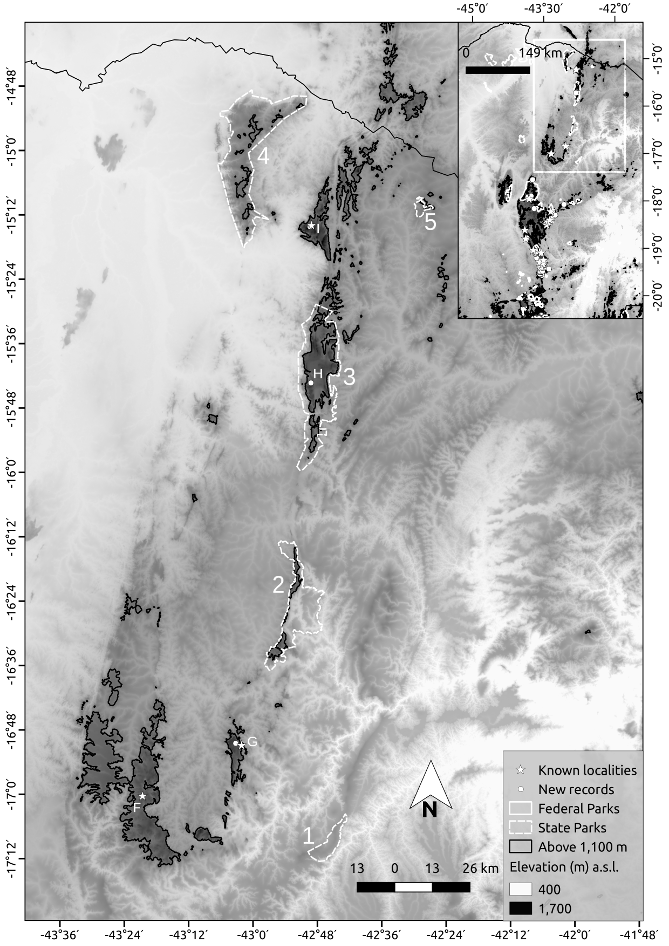 -45°0' -43°30' -42°0'
0 149 km
-15°0'
-16°0'
-17°0'
-18°0'
-19°0'
-20°0'
-14°48'
-15°0'
-15°12'
-15°24'
-15°36'
-15°48'
-16°0'
-16°12'
-16°24'
-16°36'
-16°48'
-17°0'
-17°12'
4
I
5
H
3
2
G
F
1
N
13 0 13 26 km
Known localities
New records
Federal Parks
State Parks
Above 1,100 m
Elevation (m) a.s.l.
400
1,700
-43°36' -43°24' -43°12' -43°0' -42°48' -42°36' -42°24' -42°12' -42°0' -41°48'